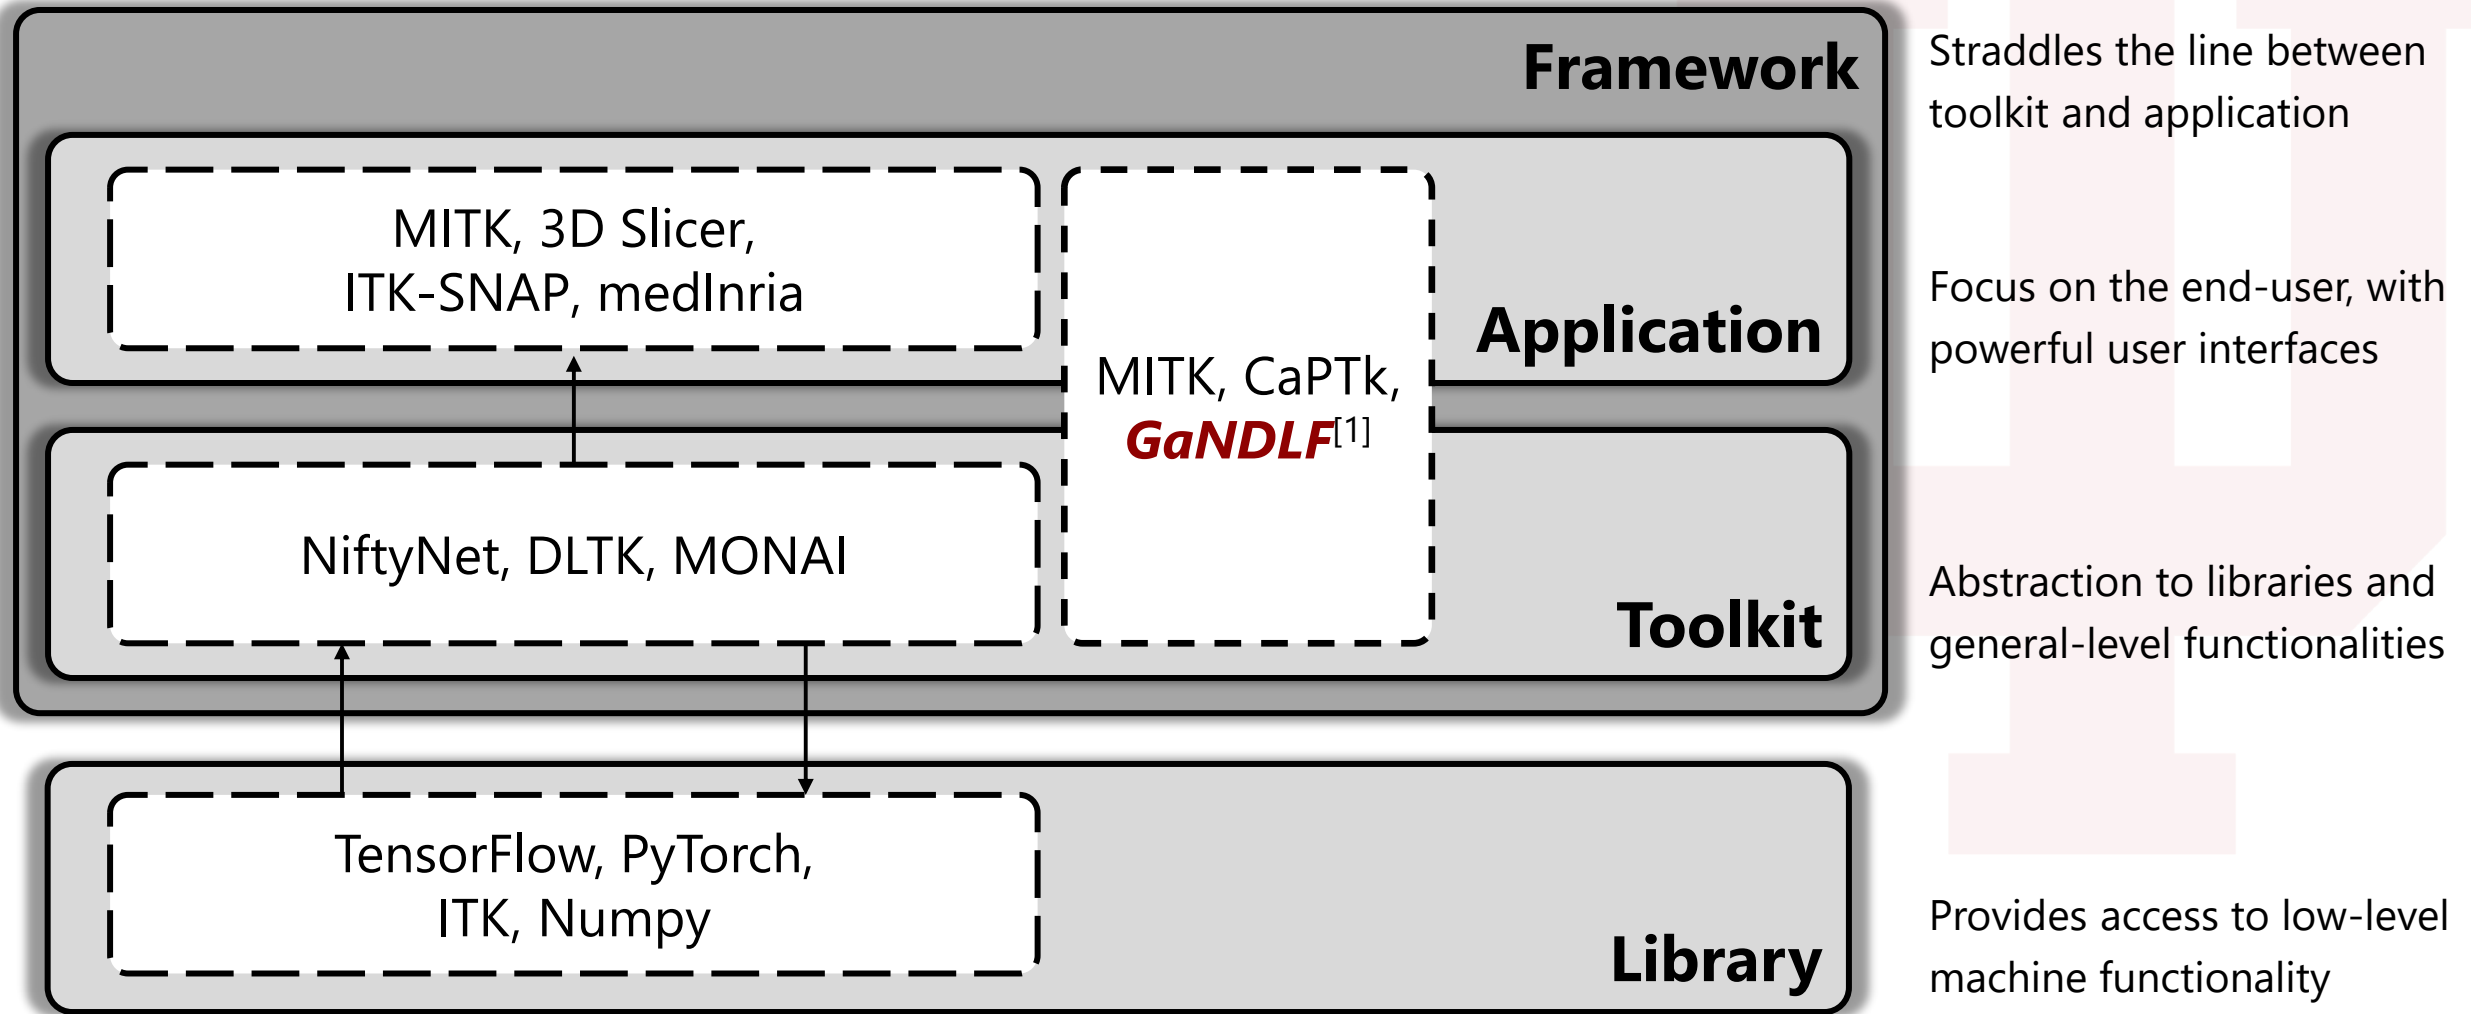 Framework
Straddles the line between
toolkit and application
MITK, 3D Slicer,
ITK-SNAP, medInria
Application
Focus on the end-user, with
powerful user interfaces
MITK, CaPTk,
GaNDLF[1]
NiftyNet, DLTK, MONAI
Toolkit
Abstraction to libraries and
general-level functionalities
TensorFlow, PyTorch,
ITK, Numpy
Library
Provides access to low-level
machine functionality